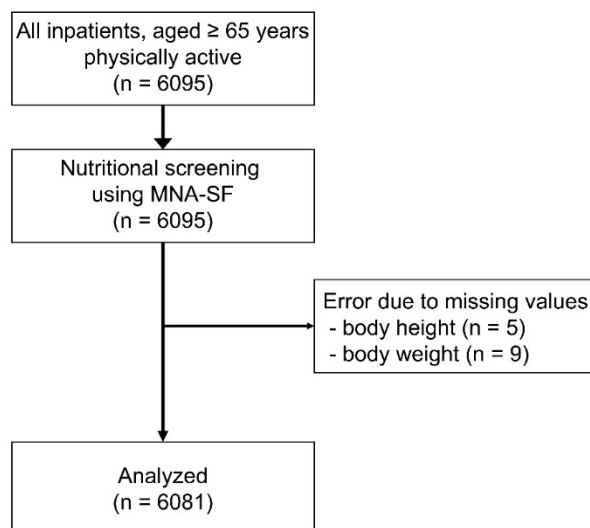 All inpatients, aged ≥ 65 years
physically active
(n = 6095)
Nutritional screening
using MNA-SF
(n = 6095)
Error due to missing values
- body height (n = 5)
- body weight (n = 9)
Analyzed
(n = 6081)